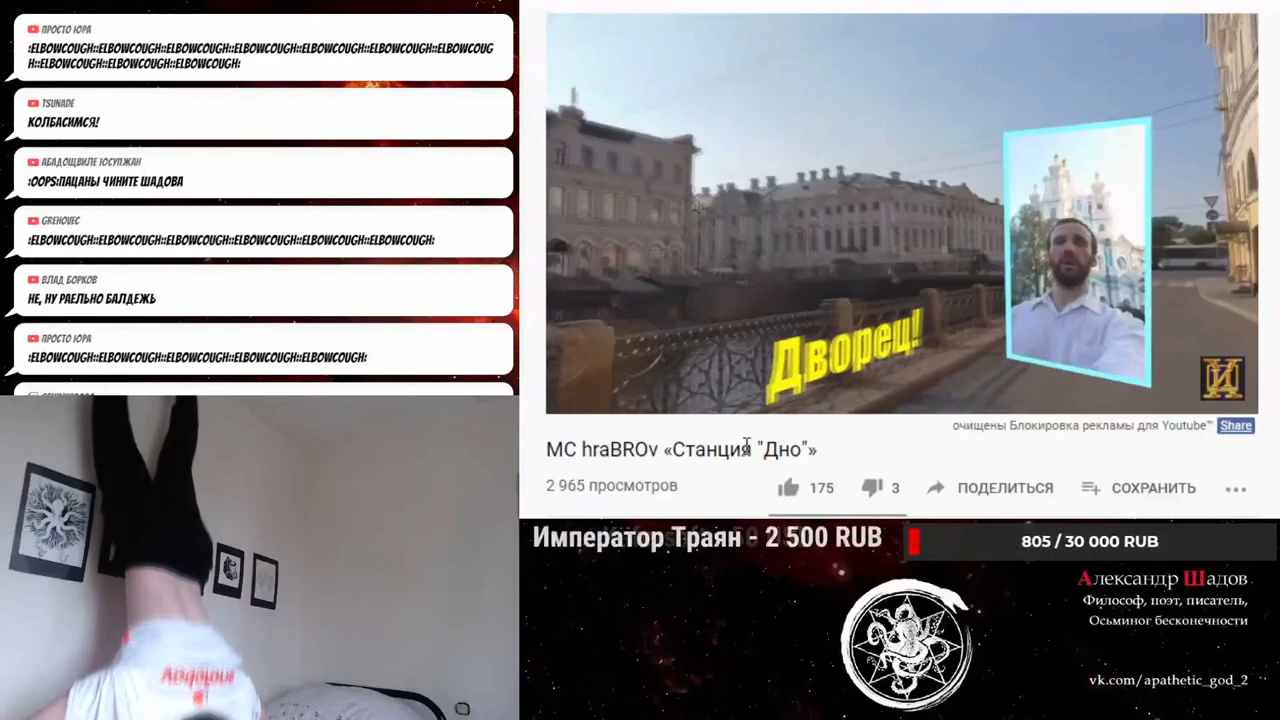 ПРОСТО ЮРА
:ELBOWCOUGH::ELBOWCOUGH::ELBOWCOUGH::ELBOWCOUGH::ELBOWCOUGH::ELBOWCOUGH::ELBOWCOUG
H::ELBOWCOUGH::ELBOWCOUGH::ELBOWCOUGH:
TSUNADE
КОЛБАСИМСЯ!
АБАДОЩВИЛЕ ЮСУПЖАН
:OOPS:ПАЦАНЫ ЧИНИТЕ ШАДОВА
GREHOVEC
:ELBOWCOUGH::ELBOWCOUGH::ELBOWCOUGH::ELBOWCOUGH::ELBOWCOUGH::ELBOWCOUGH:
ВЛАД БОРКОВ
НЕ, НУ РАЕЛЬНО БАЛДЕЖЬ
ПРОСТО ЮРА
:ELBOWCOUGH::ELBOWCOUGH::ELBOWCOUGH::ELBOWCOUGH::ELBOWCOUGH:
Дворец!
очищены Блокировка рекламы для Youtube™ Share
MC hraBROv «Станция "Дно"»
2 965 просмотров
175
3
ПОДЕЛИТЬСЯ
СОХРАНИТЬ
Император Траян - 2 500 RUB
805 / 30 000 RUB
Александр Шадов
Философ, поэт, писатель,
Осьминог бесконечности
vk.com/apathetic_god_2